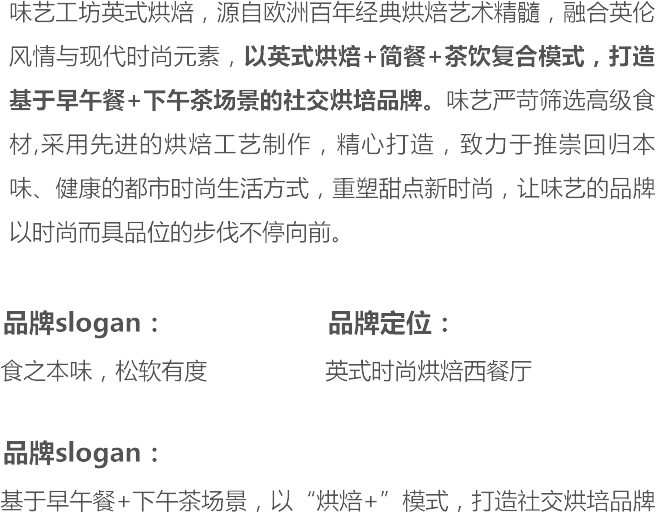 味艺工坊英式烘焙，源自欧洲百年经典烘焙艺术精髓，融合英伦
风情与现代时尚元素，以英式烘焙+简餐+茶饮复合模式，打造
基于早午餐+下午茶场景的社交烘培品牌。味艺严苛筛选高级食
材,采用先进的烘焙工艺制作，精心打造，致力于推崇回归本
味、健康的都市时尚生活方式，重塑甜点新时尚，让味艺的品牌
以时尚而具品位的步伐不停向前。
品牌slogan： 品牌定位：
食之本味，松软有度 英式时尚烘焙西餐厅
品牌slogan：
基于早午餐+下午茶场景，以“烘焙+”模式，打造社交烘培品牌